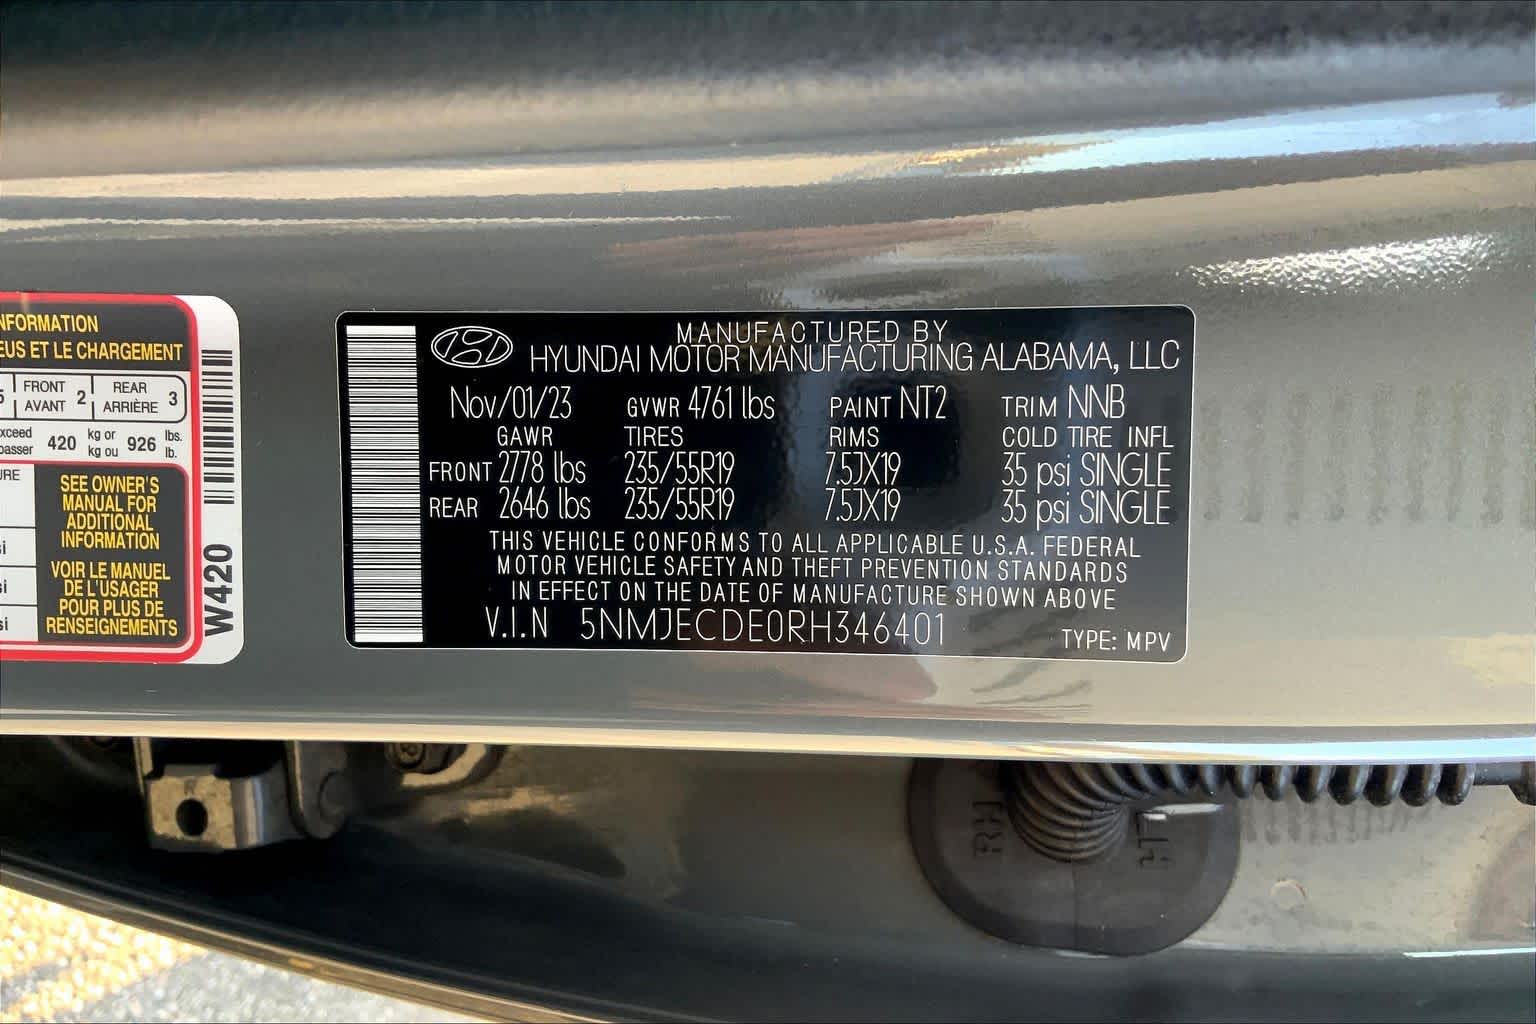 NFORMATION
EUS ET LE CHARGEMENT
5 FRONT AVANT 2 REAR ARRIÈRE 3
420 kg or kg ou 926 lbs. lb.
SEE OWNER'S
MANUAL FOR
ADDITIONAL
INFORMATION
VOIR LE MANUEL
DE L'USAGER
POUR PLUS DE
RENSEIGNEMENTS
W420
MANUFACTURED BY
HYUNDAI MOTOR MANUFACTURING ALABAMA, LLC
Nov/01/23 GVWR 4761 lbs PAINT NT2 TRIM NNB
GAWR TIRES RIMS COLD TIRE INFL
FRONT 2778 lbs 235/55R19 7.5JX19 35 psi SINGLE
REAR 2646 lbs 235/55R19 7.5JX19 35 psi SINGLE
THIS VEHICLE CONFORMS TO ALL APPLICABLE U.S.A. FEDERAL
MOTOR VEHICLE SAFETY AND THEFT PREVENTION STANDARDS
IN EFFECT ON THE DATE OF MANUFACTURE SHOWN ABOVE
V.I.N 5NMJECDE0RH346401
TYPE: MPV
RH